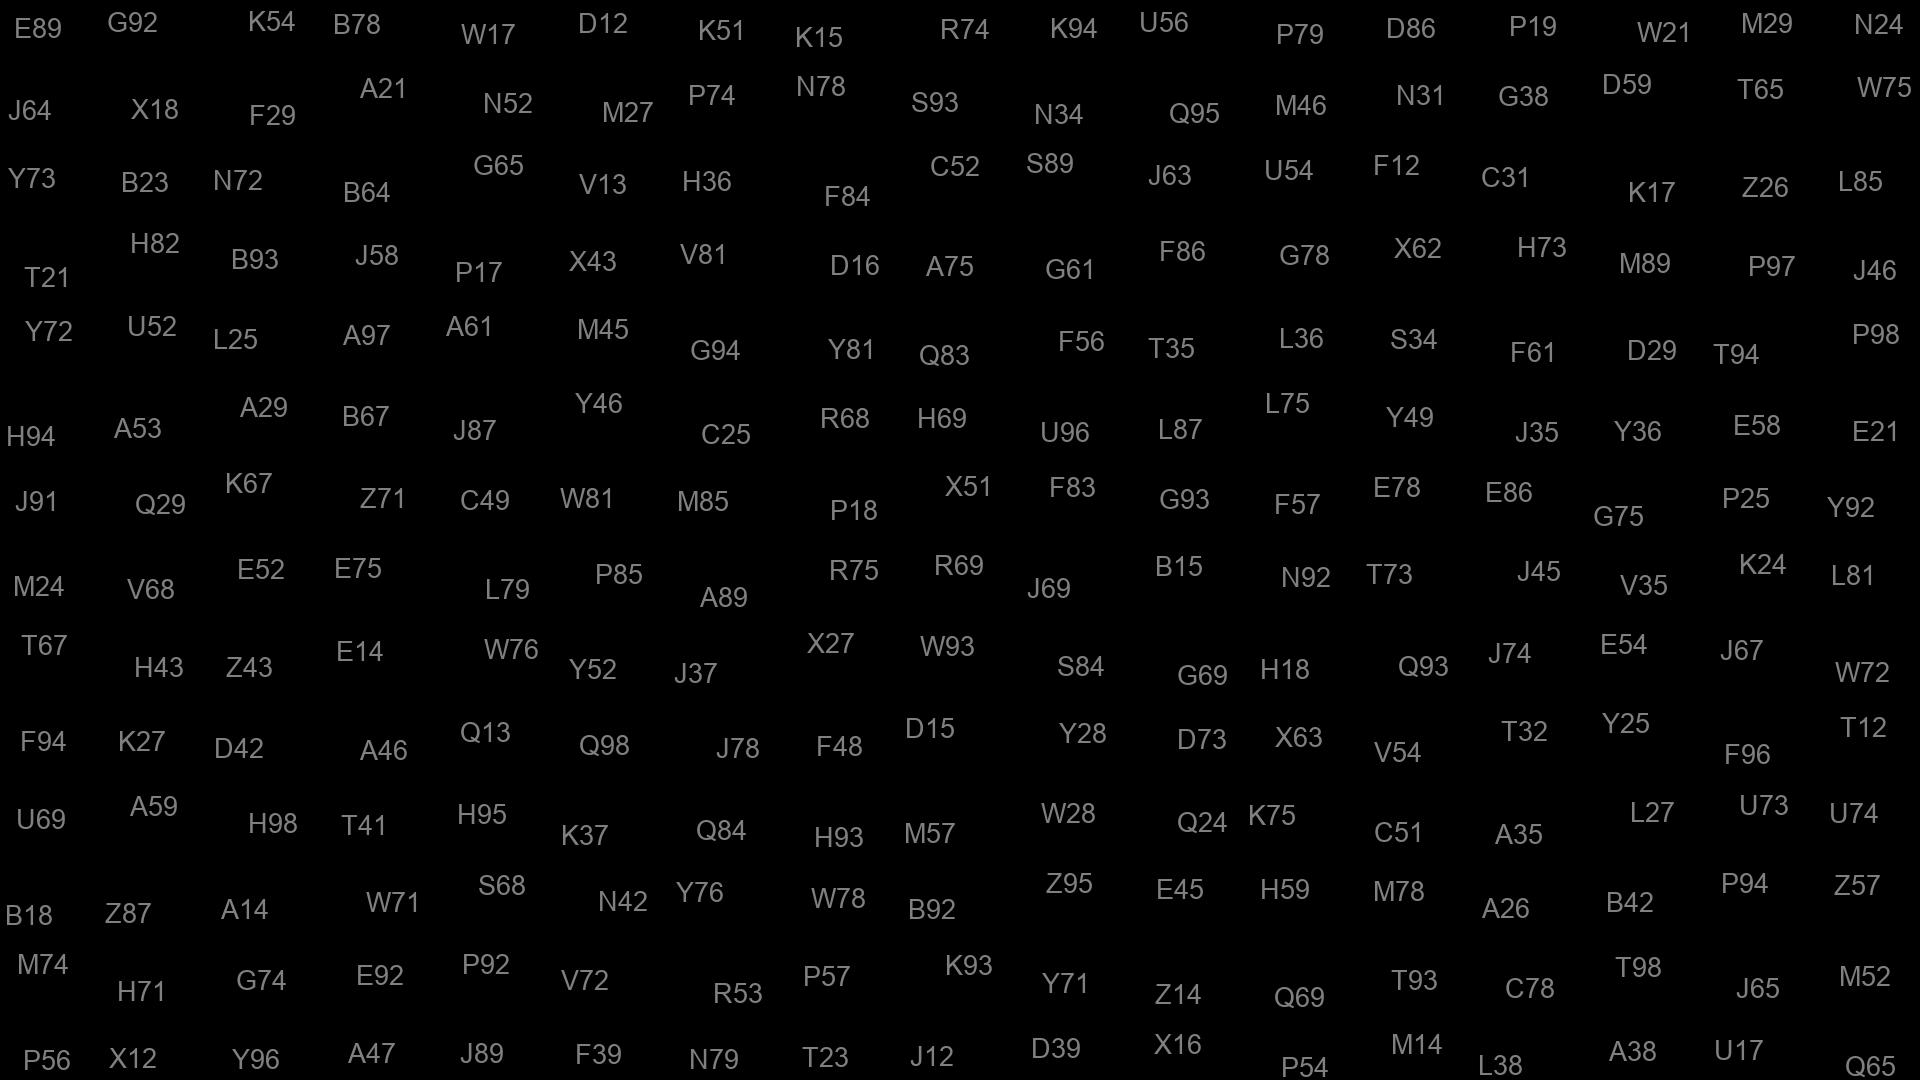 E89 G92 K54 B78 W17 D12 K51 K15 R74 K94 U56 P79 D86 P19 W21 M29 N24
J64 X18 F29 A21 N52 M27 P74 N78 S93 N34 Q95 M46 N31 G38 D59 T65 W75
Y73 B23 N72 B64 G65 V13 H36 F84 C52 S89 J63 U54 F12 C31 K17 Z26 L85
T21 H82 B93 J58 P17 X43 V81 D16 A75 G61 F86 G78 X62 H73 M89 P97 J46
Y72 U52 L25 A97 A61 M45 G94 Y81 Q83 F56 T35 L36 S34 F61 D29 T94 P98
H94 A53 A29 B67 J87 Y46 C25 R68 H69 U96 L87 L75 Y49 J35 Y36 E58 E21
J91 Q29 K67 Z71 C49 W81 M85 P18 X51 F83 G93 F57 E78 E86 G75 P25 Y92
M24 V68 E52 E75 L79 P85 A89 R75 R69 J69 B15 N92 T73 J45 V35 K24 L81
T67 H43 Z43 E14 W76 Y52 J37 X27 W93 S84 G69 H18 Q93 J74 E54 J67 W72
F94 K27 D42 A46 Q13 Q98 J78 F48 D15 Y28 D73 X63 V54 T32 Y25 F96 T12
U69 A59 H98 T41 H95 K37 Q84 H93 M57 W28 Q24 K75 C51 A35 L27 U73 U74
B18 Z87 A14 W71 S68 N42 Y76 W78 B92 Z95 E45 H59 M78 A26 B42 P94 Z57
M74 H71 G74 E92 P92 V72 R53 P57 K93 Y71 Z14 Q69 T93 C78 T98 J65 M52
P56 X12 Y96 A47 J89 F39 N79 T23 J12 D39 X16 P54 M14 L38 A38 U17 Q65